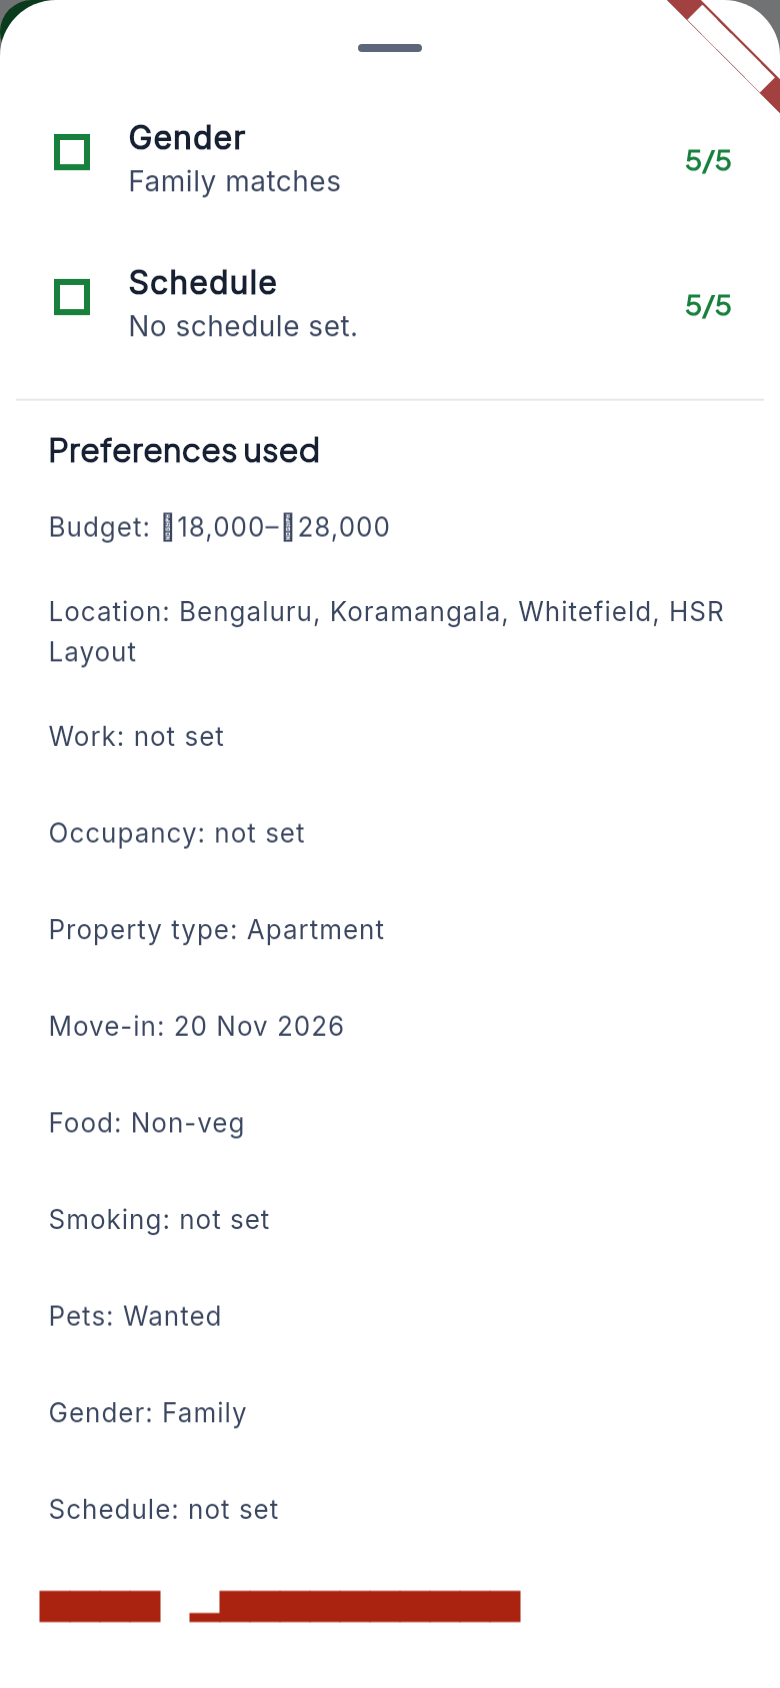 Gender
Family matches
5/5
Schedule
No schedule set.
5/5
Preferences used
Budget: 18,000–28,000
Location: Bengaluru, Koramangala, Whitefield, HSR
Layout
Work: not set
Occupancy: not set
Property type: Apartment
Move-in: 20 Nov 2026
Food: Non-veg
Smoking: not set
Pets: Wanted
Gender: Family
Schedule: not set